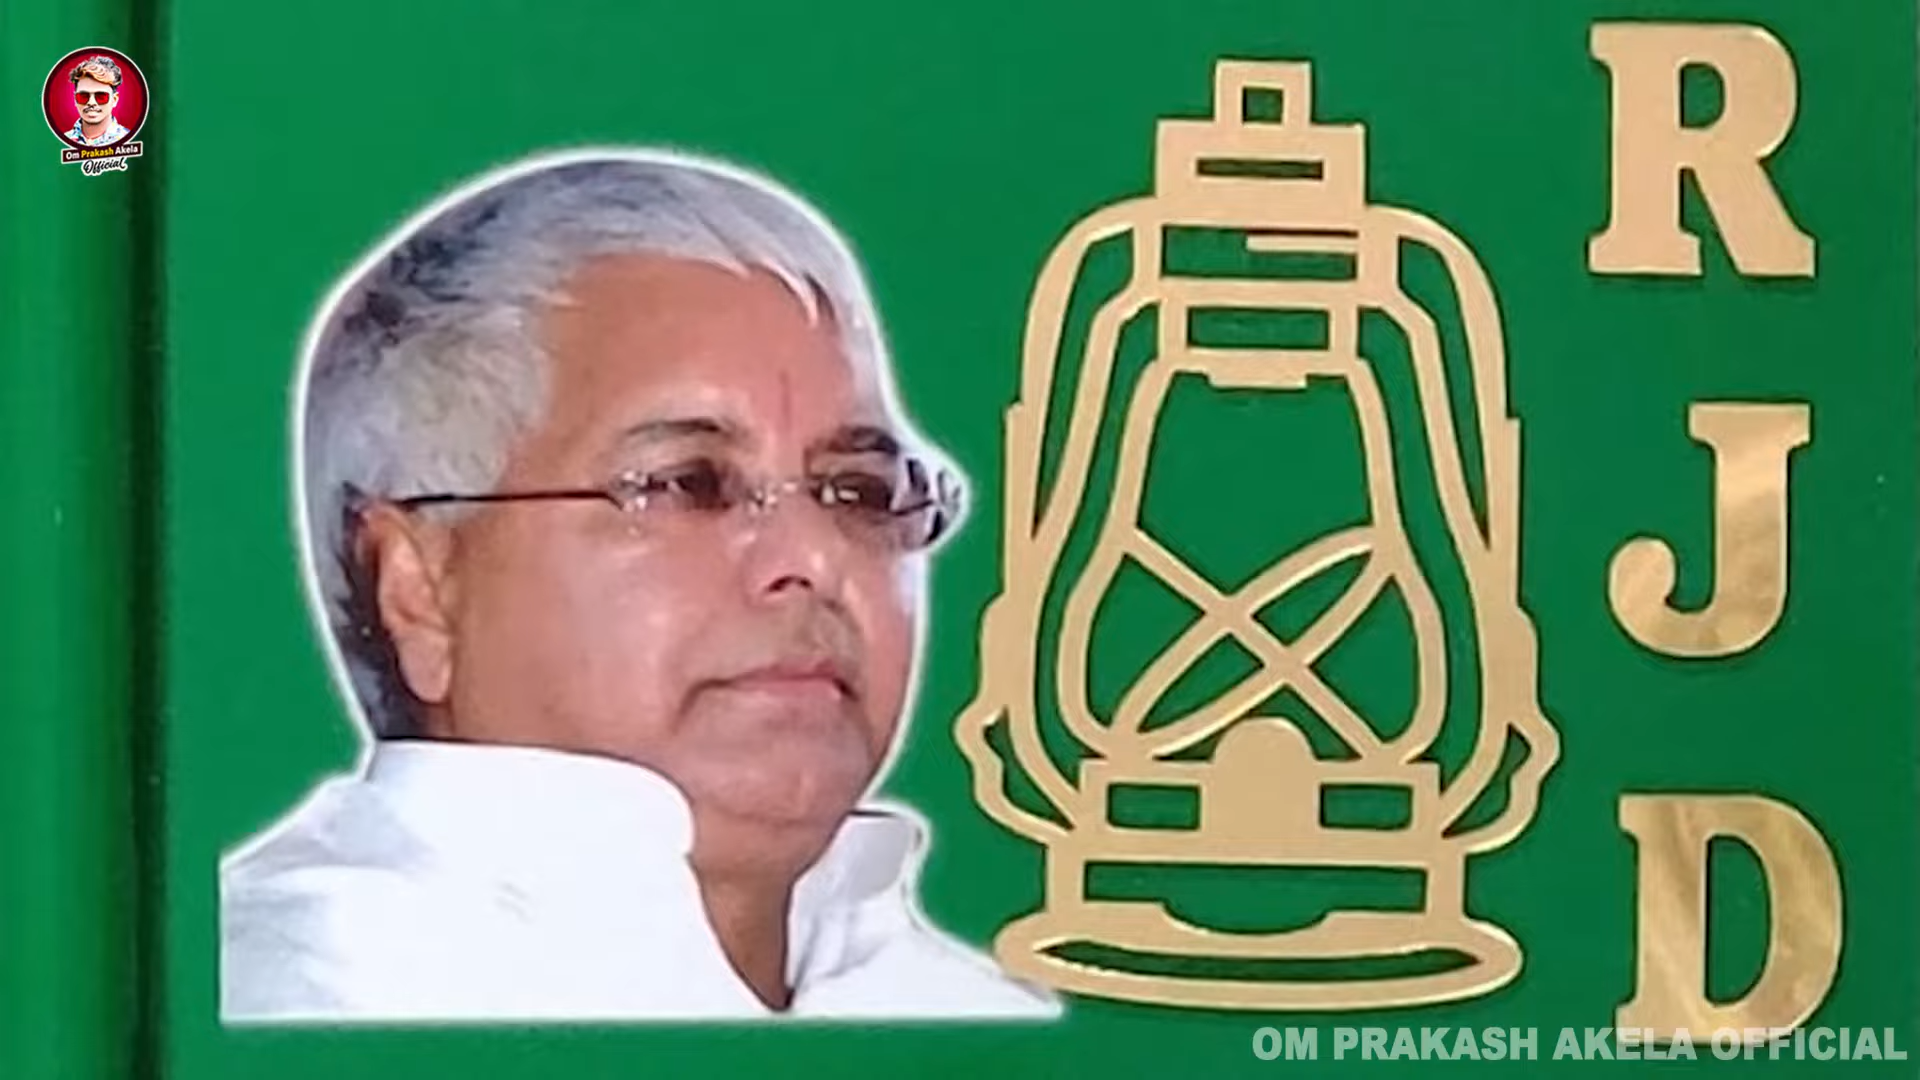 Om Prakash Akela
Official
R
J
D
OM PRAKASH AKELA OFFICIAL